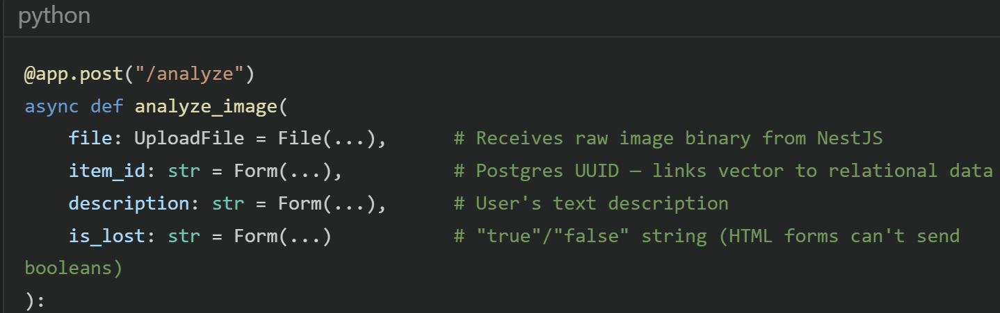 python
@app.post("/analyze")
async def analyze_image(
    file: UploadFile = File(...),      # Receives raw image binary from NestJS
    item_id: str = Form(...),          # Postgres UUID — links vector to relational data
    description: str = Form(...),      # User's text description
    is_lost: str = Form(...)           # "true"/"false" string (HTML forms can't send
booleans)
):